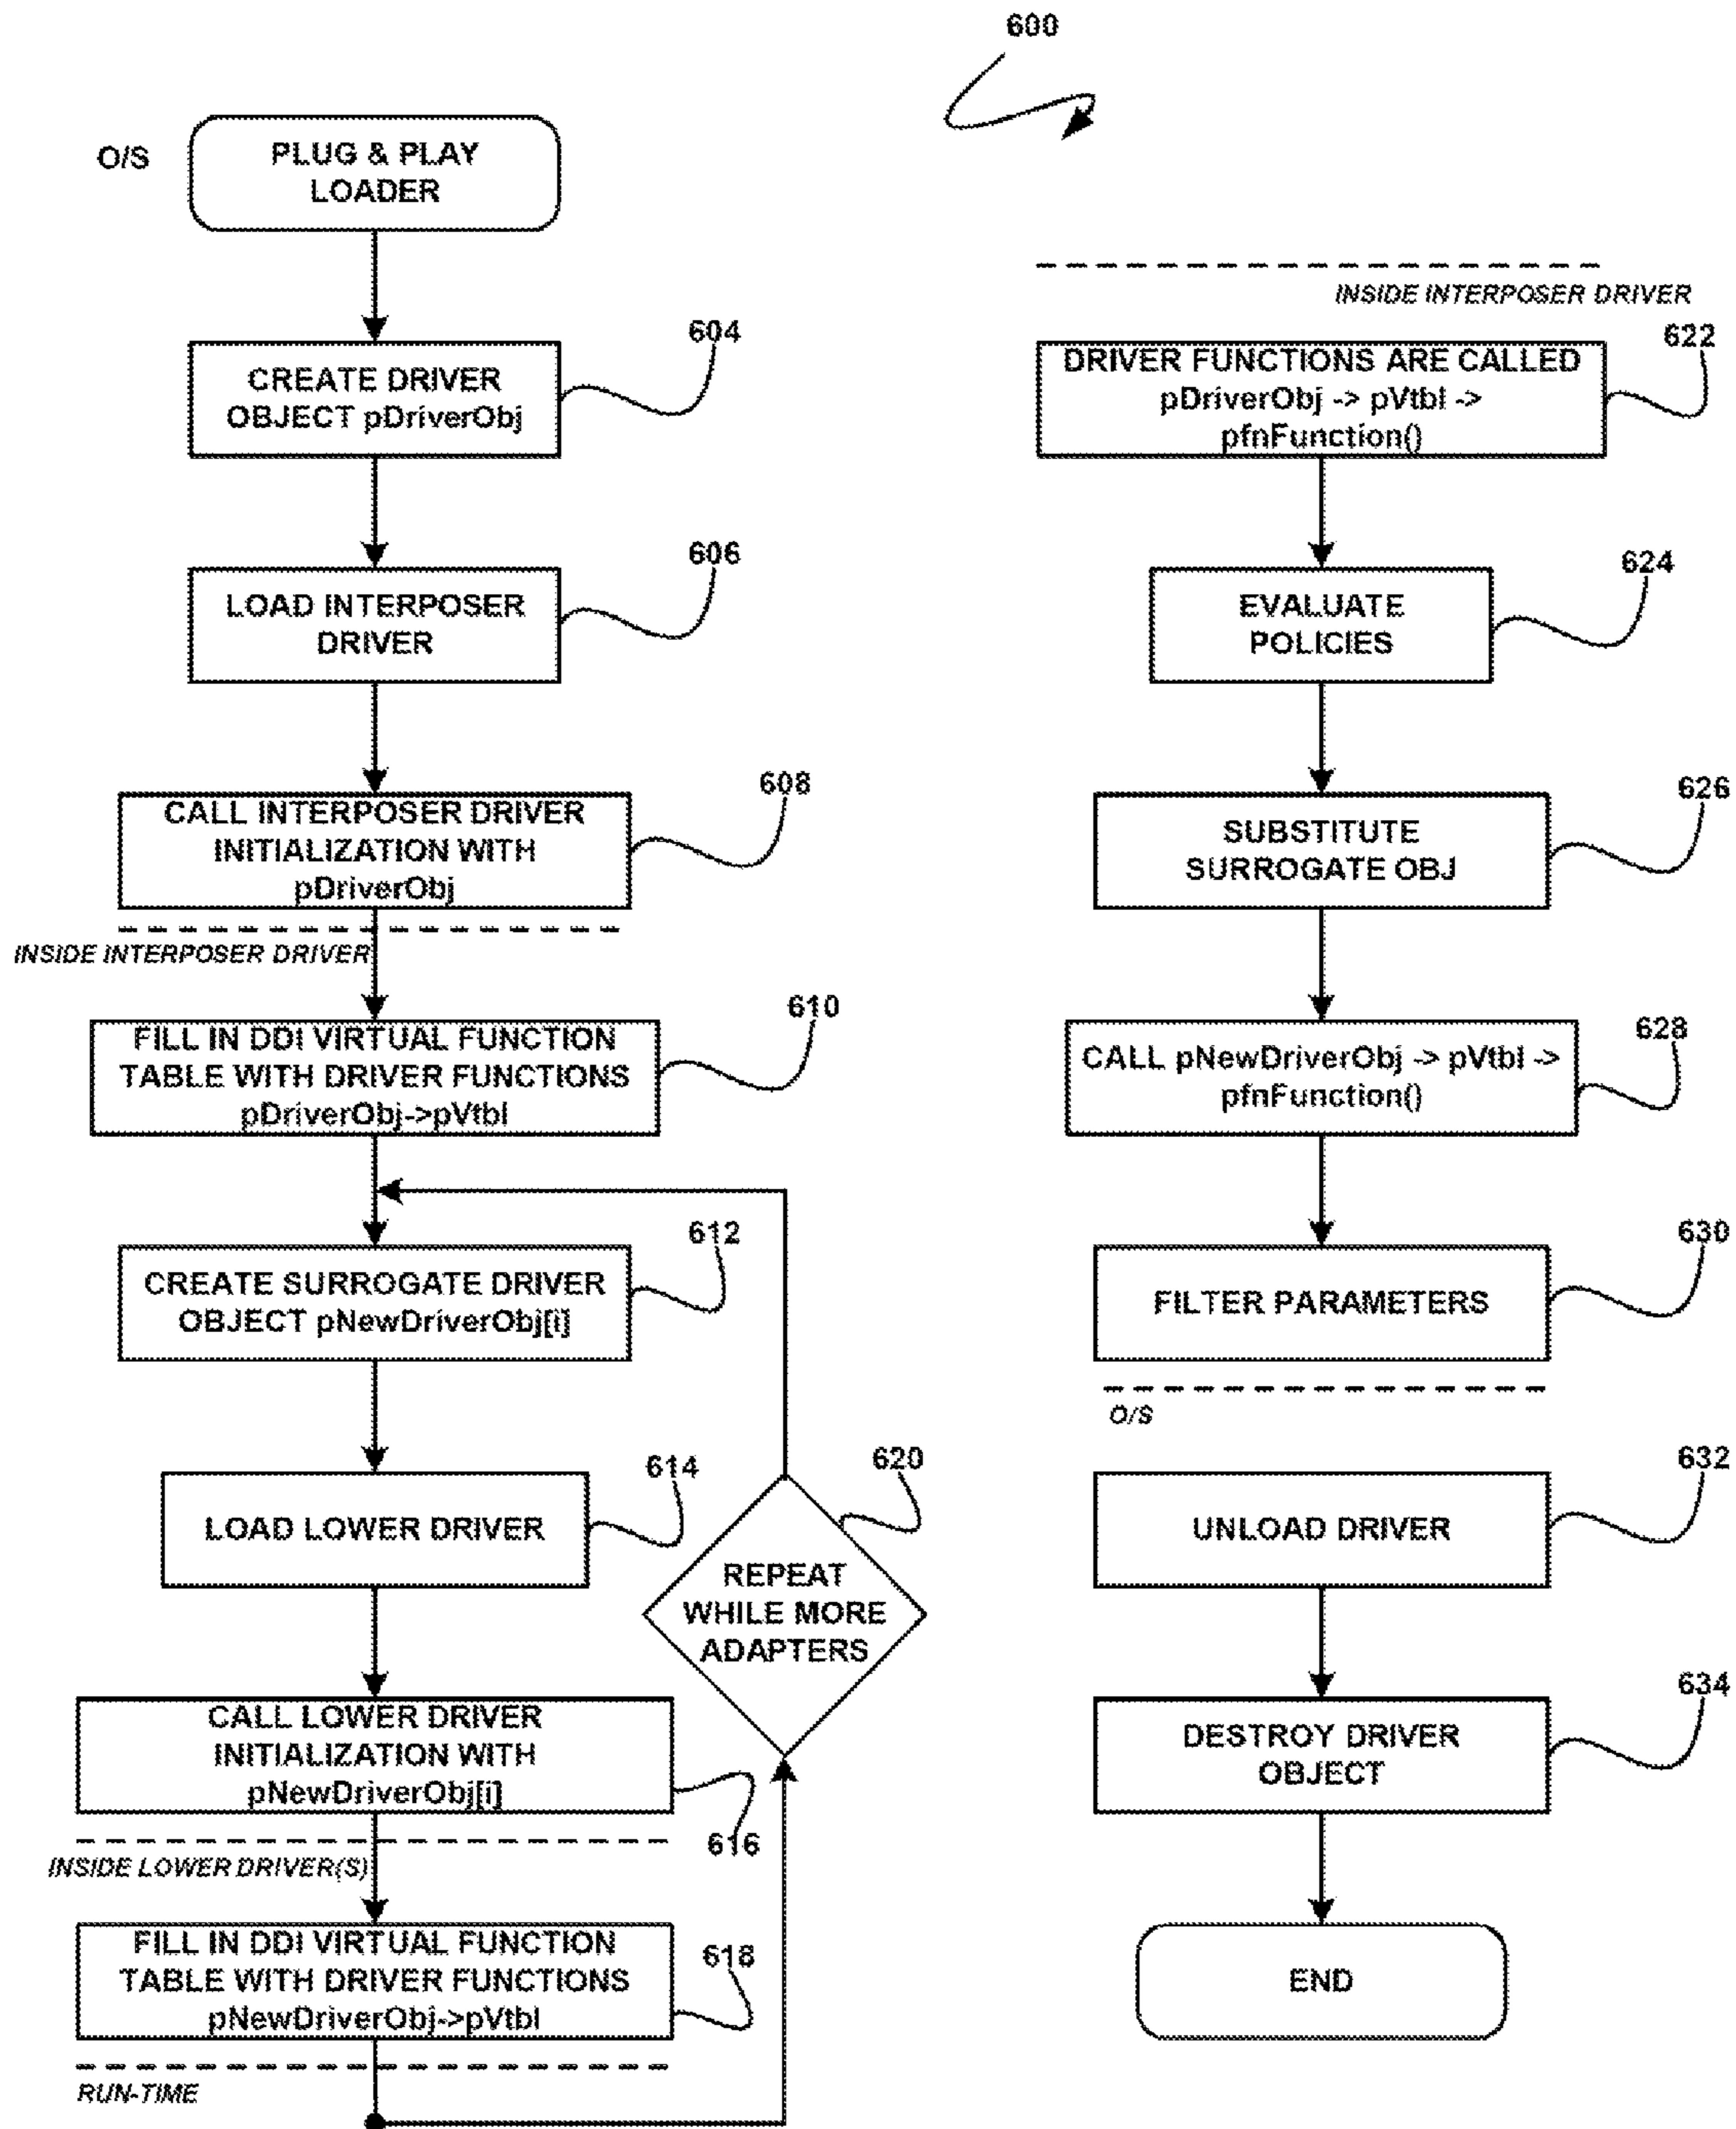 600
O/S
PLUG & PLAY
LOADER
604
CREATE DRIVER
OBJECT pDriverObj
606
LOAD INTERPOSER
DRIVER
608
CALL INTERPOSER DRIVER
INITIALIZATION WITH
pDriverObj
INSIDE INTERPOSER DRIVER
610
FILL IN DDI VIRTUAL FUNCTION
TABLE WITH DRIVER FUNCTIONS
pDriverObj->pVtbl
612
CREATE SURROGATE DRIVER
OBJECT pNewDriverObj[i]
614
LOAD LOWER DRIVER
620
REPEAT
WHILE MORE
ADAPTERS
CALL LOWER DRIVER
INITIALIZATION WITH
pNewDriverObj[i]
616
INSIDE LOWER DRIVER(S)
618
FILL IN DDI VIRTUAL FUNCTION
TABLE WITH DRIVER FUNCTIONS
pNewDriverObj->pVtbl
RUN-TIME
INSIDE INTERPOSER DRIVER
622
DRIVER FUNCTIONS ARE CALLED
pDriverObj -> pVtbl ->
pfnFunction()
624
EVALUATE
POLICIES
626
SUBSTITUTE
SURROGATE OBJ
628
CALL pNewDriverObj -> pVtbl ->
pfnFunction()
630
FILTER PARAMETERS
O/S
632
UNLOAD DRIVER
634
DESTROY DRIVER
OBJECT
END